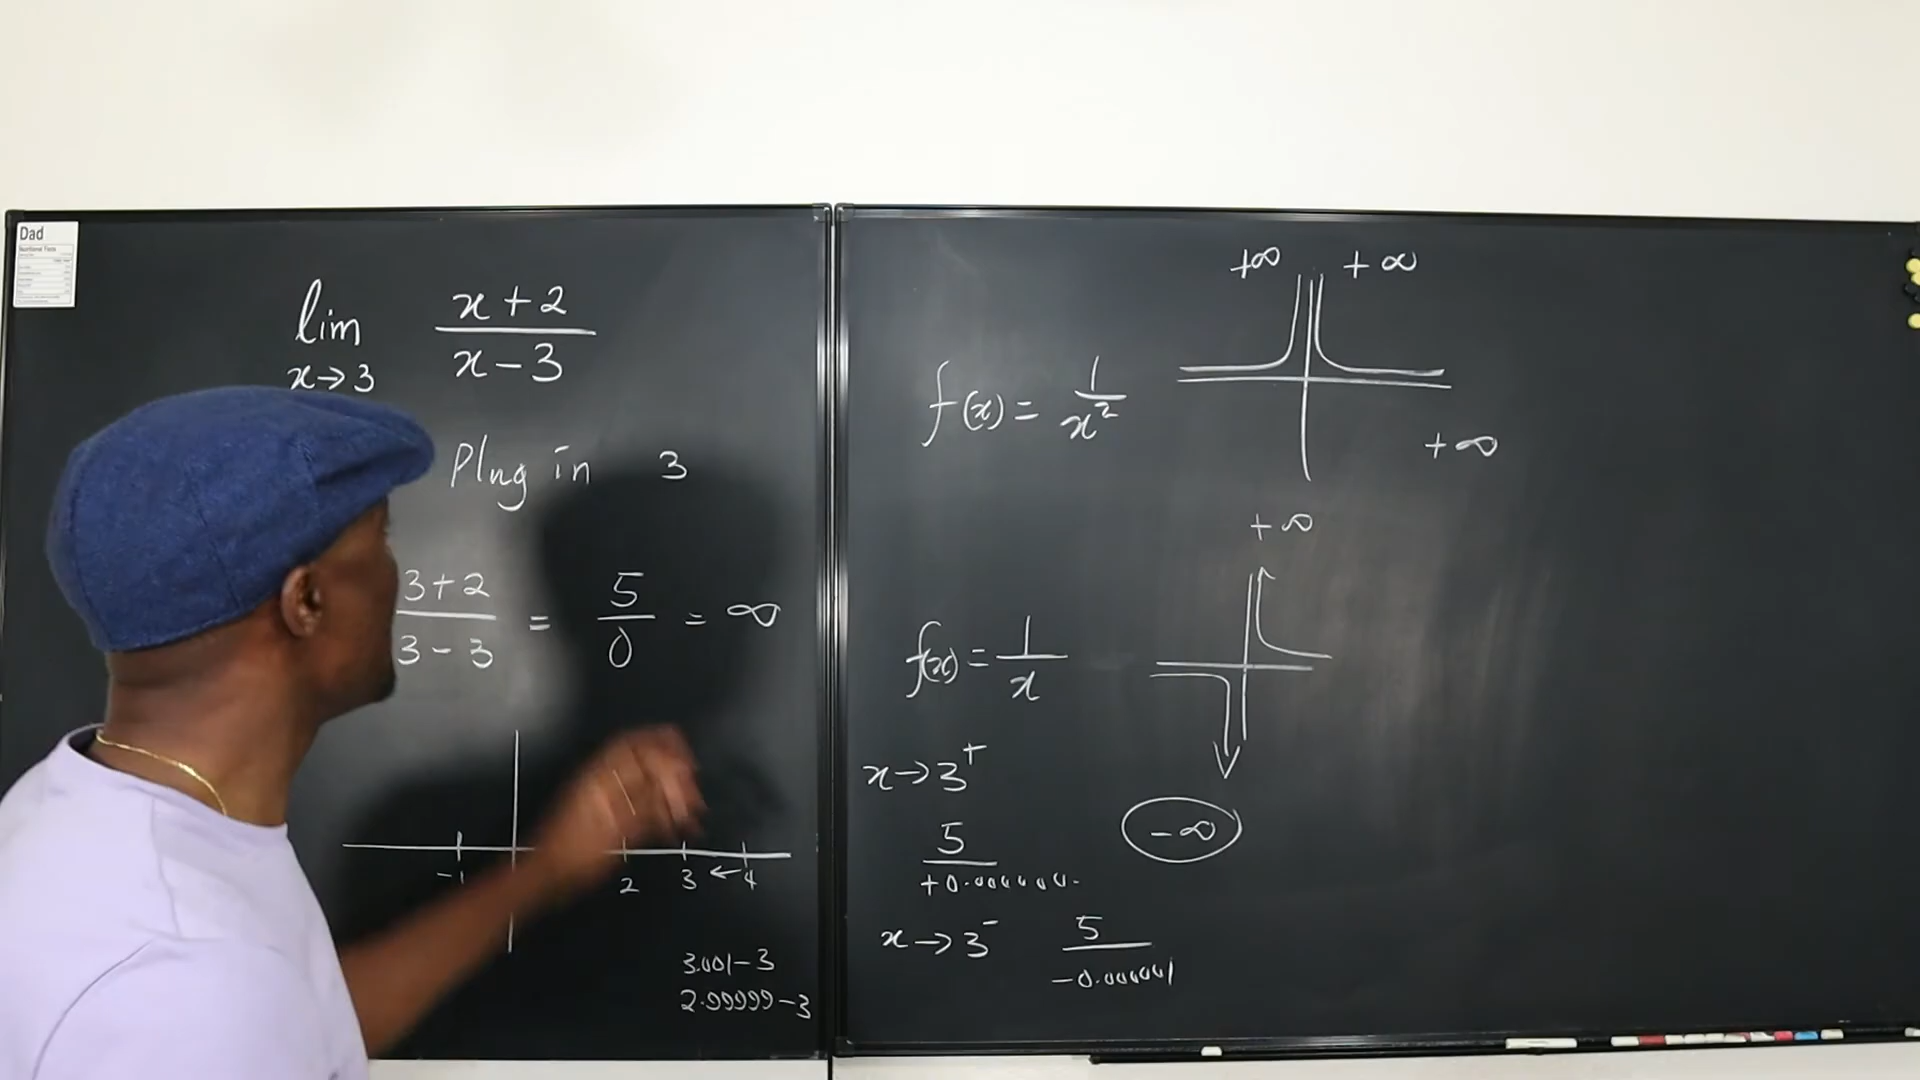 Dad
lim x→3 x+2 / x-3
Plug in 3
3+2 / 3-3 = 5/0 = ∞
-1 2 3 ← 4
3.001-3
2.99999-3
+∞ +∞
f(x) = 1/x²
+∞
+∞
f(x) = 1/x
x→3⁺
-∞
5
+0.000000.
x→3⁻ 5 / -0.000001